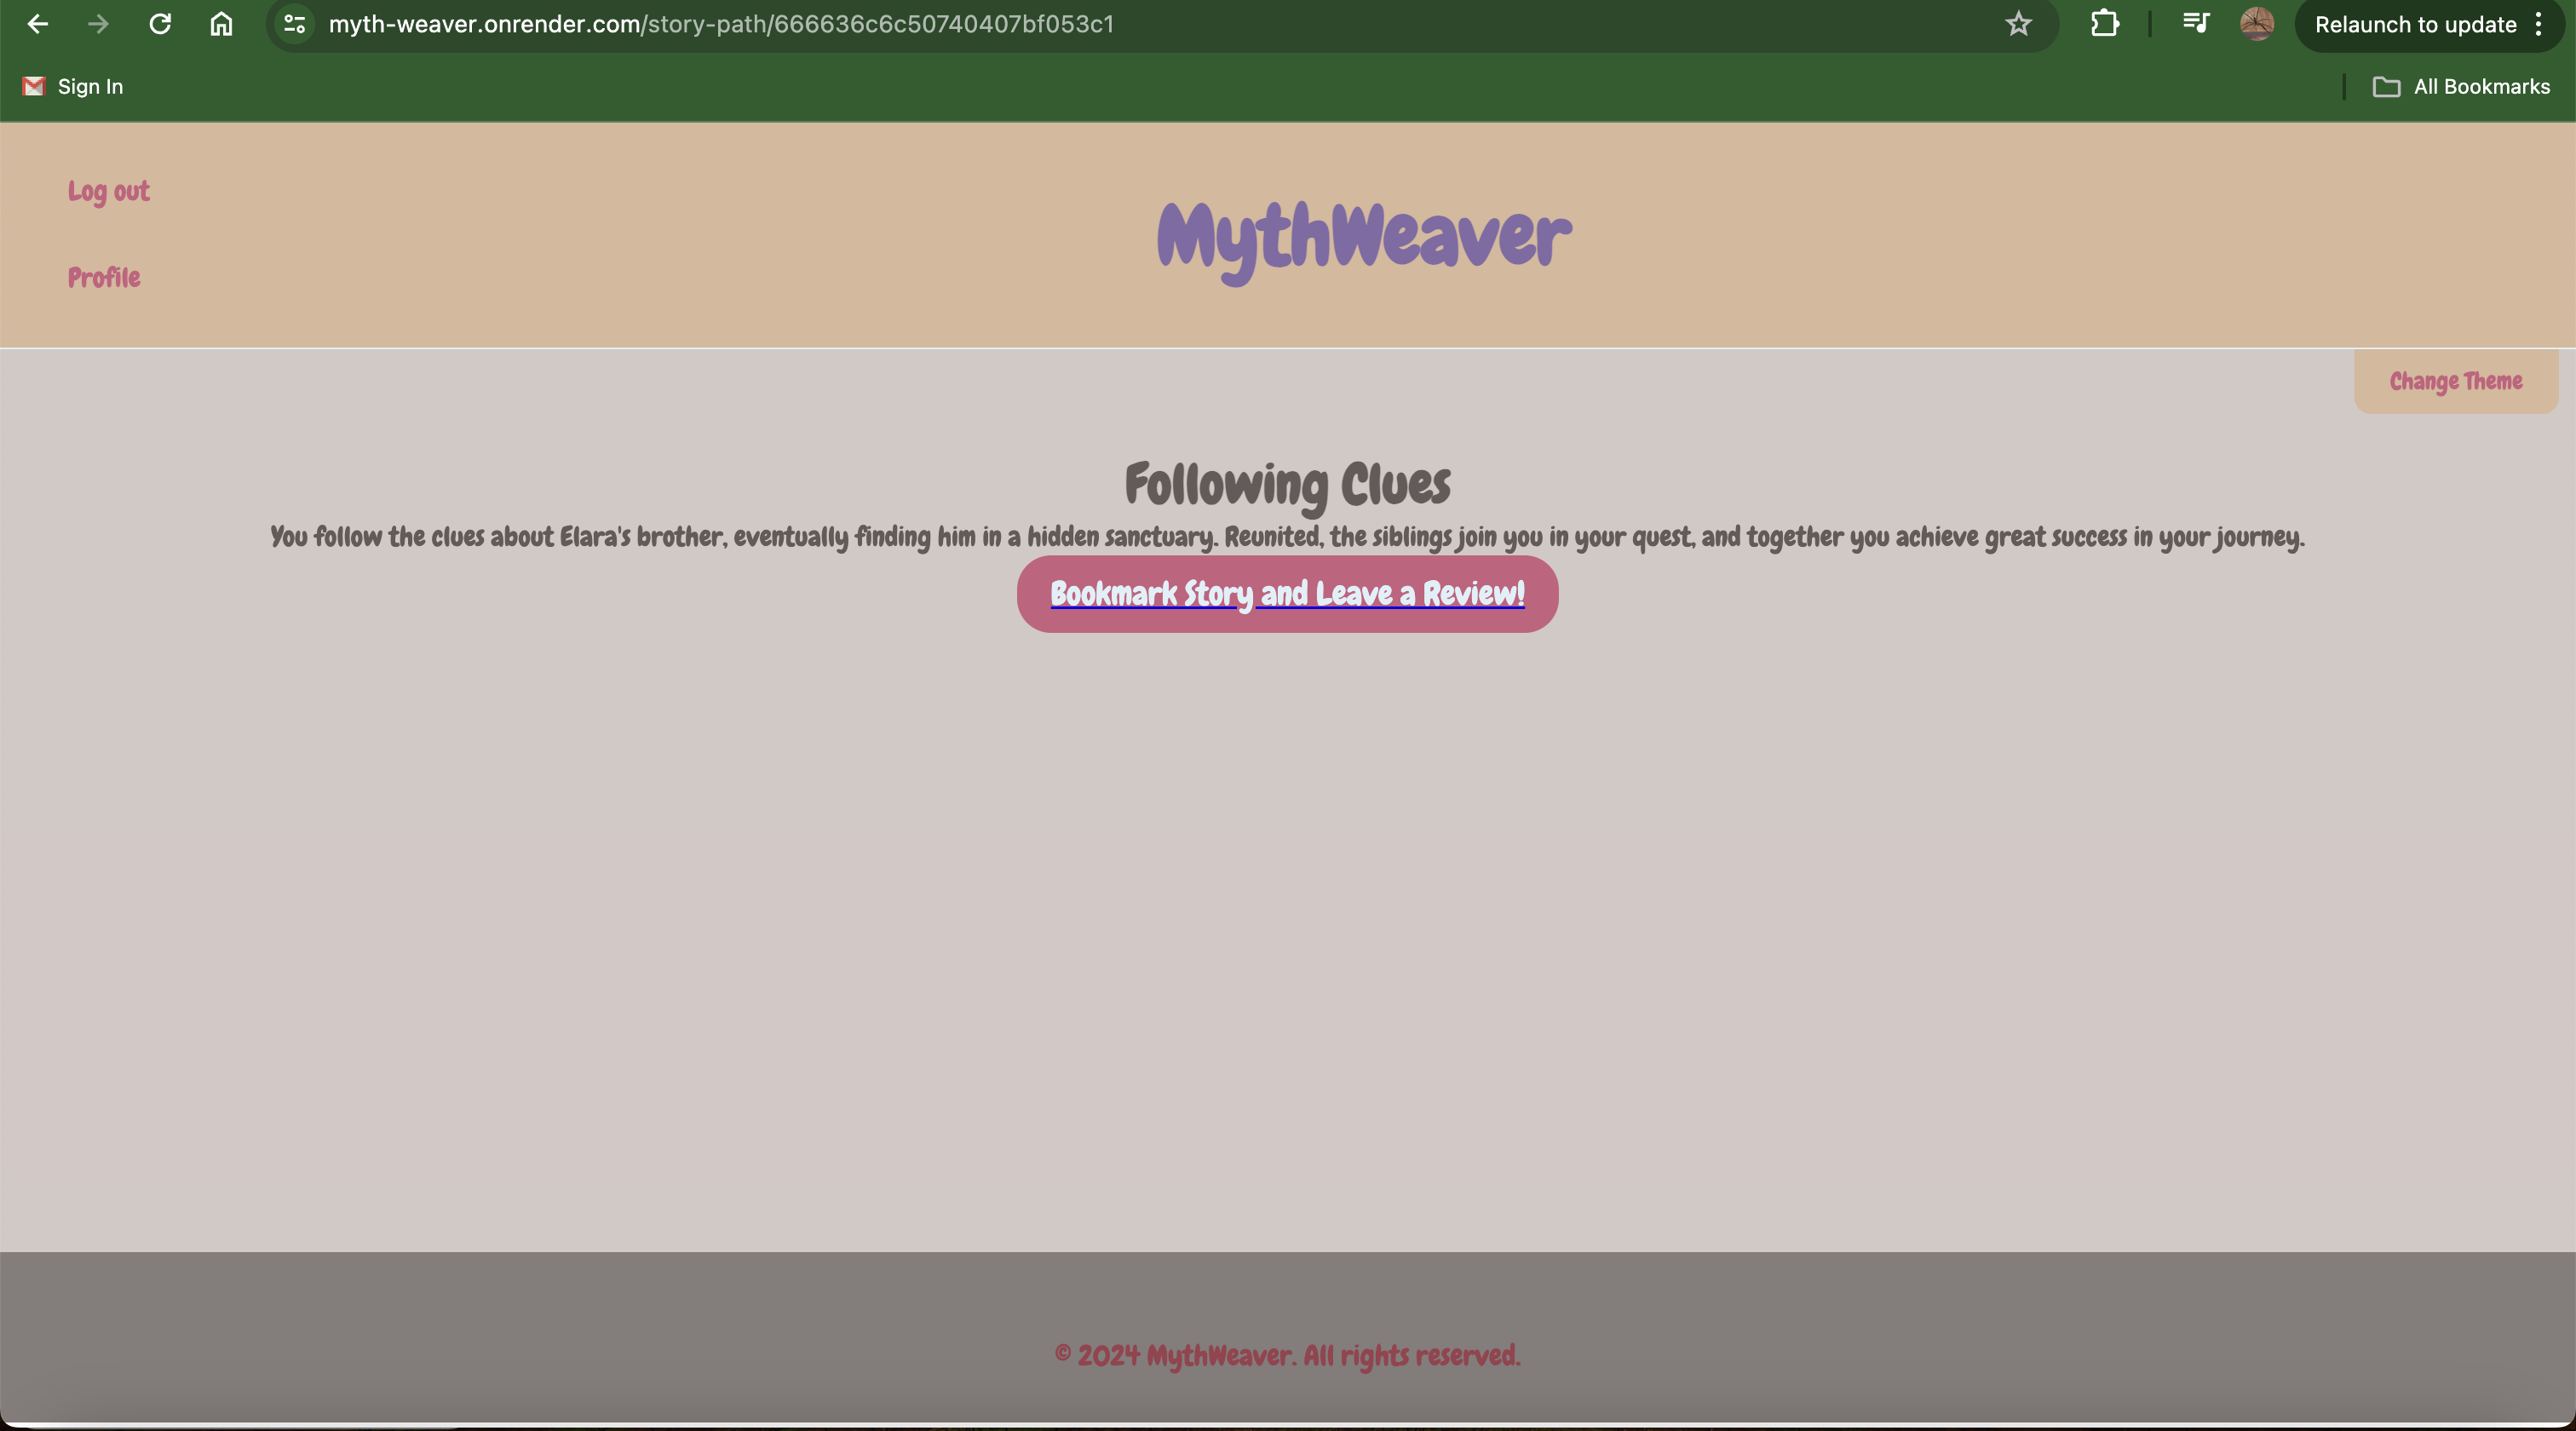 myth-weaver.onrender.com/story-path/666636c6c50740407bf053c1
Relaunch to update
Sign In
All Bookmarks
Log out
MythWeaver
Profile
Change Theme
Following Clues
You follow the clues about Elara's brother, eventually finding him in a hidden sanctuary. Reunited, the siblings join you in your quest, and together you achieve great success in your journey.
Bookmark Story and Leave a Review!
© 2024 MythWeaver. All rights reserved.